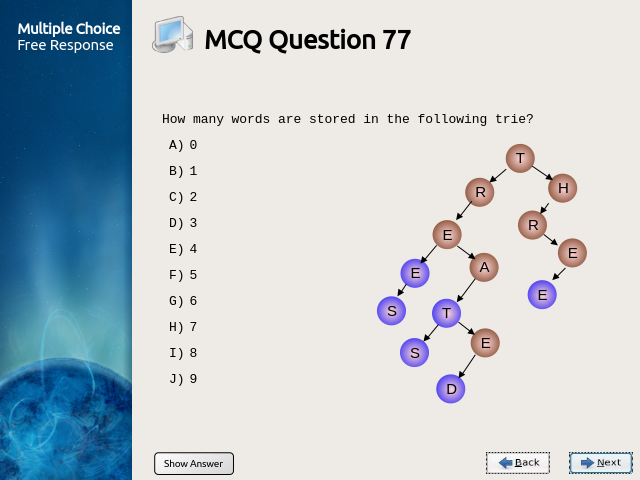 Multiple Choice
Free Response
MCQ Question 77
How many words are stored in the following trie?
A) 0
B) 1
C) 2
D) 3
E) 4
F) 5
G) 6
H) 7
I) 8
J) 9
T
R
H
E
R
E
A
E
S
T
E
S
E
D
Show Answer
Back
Next